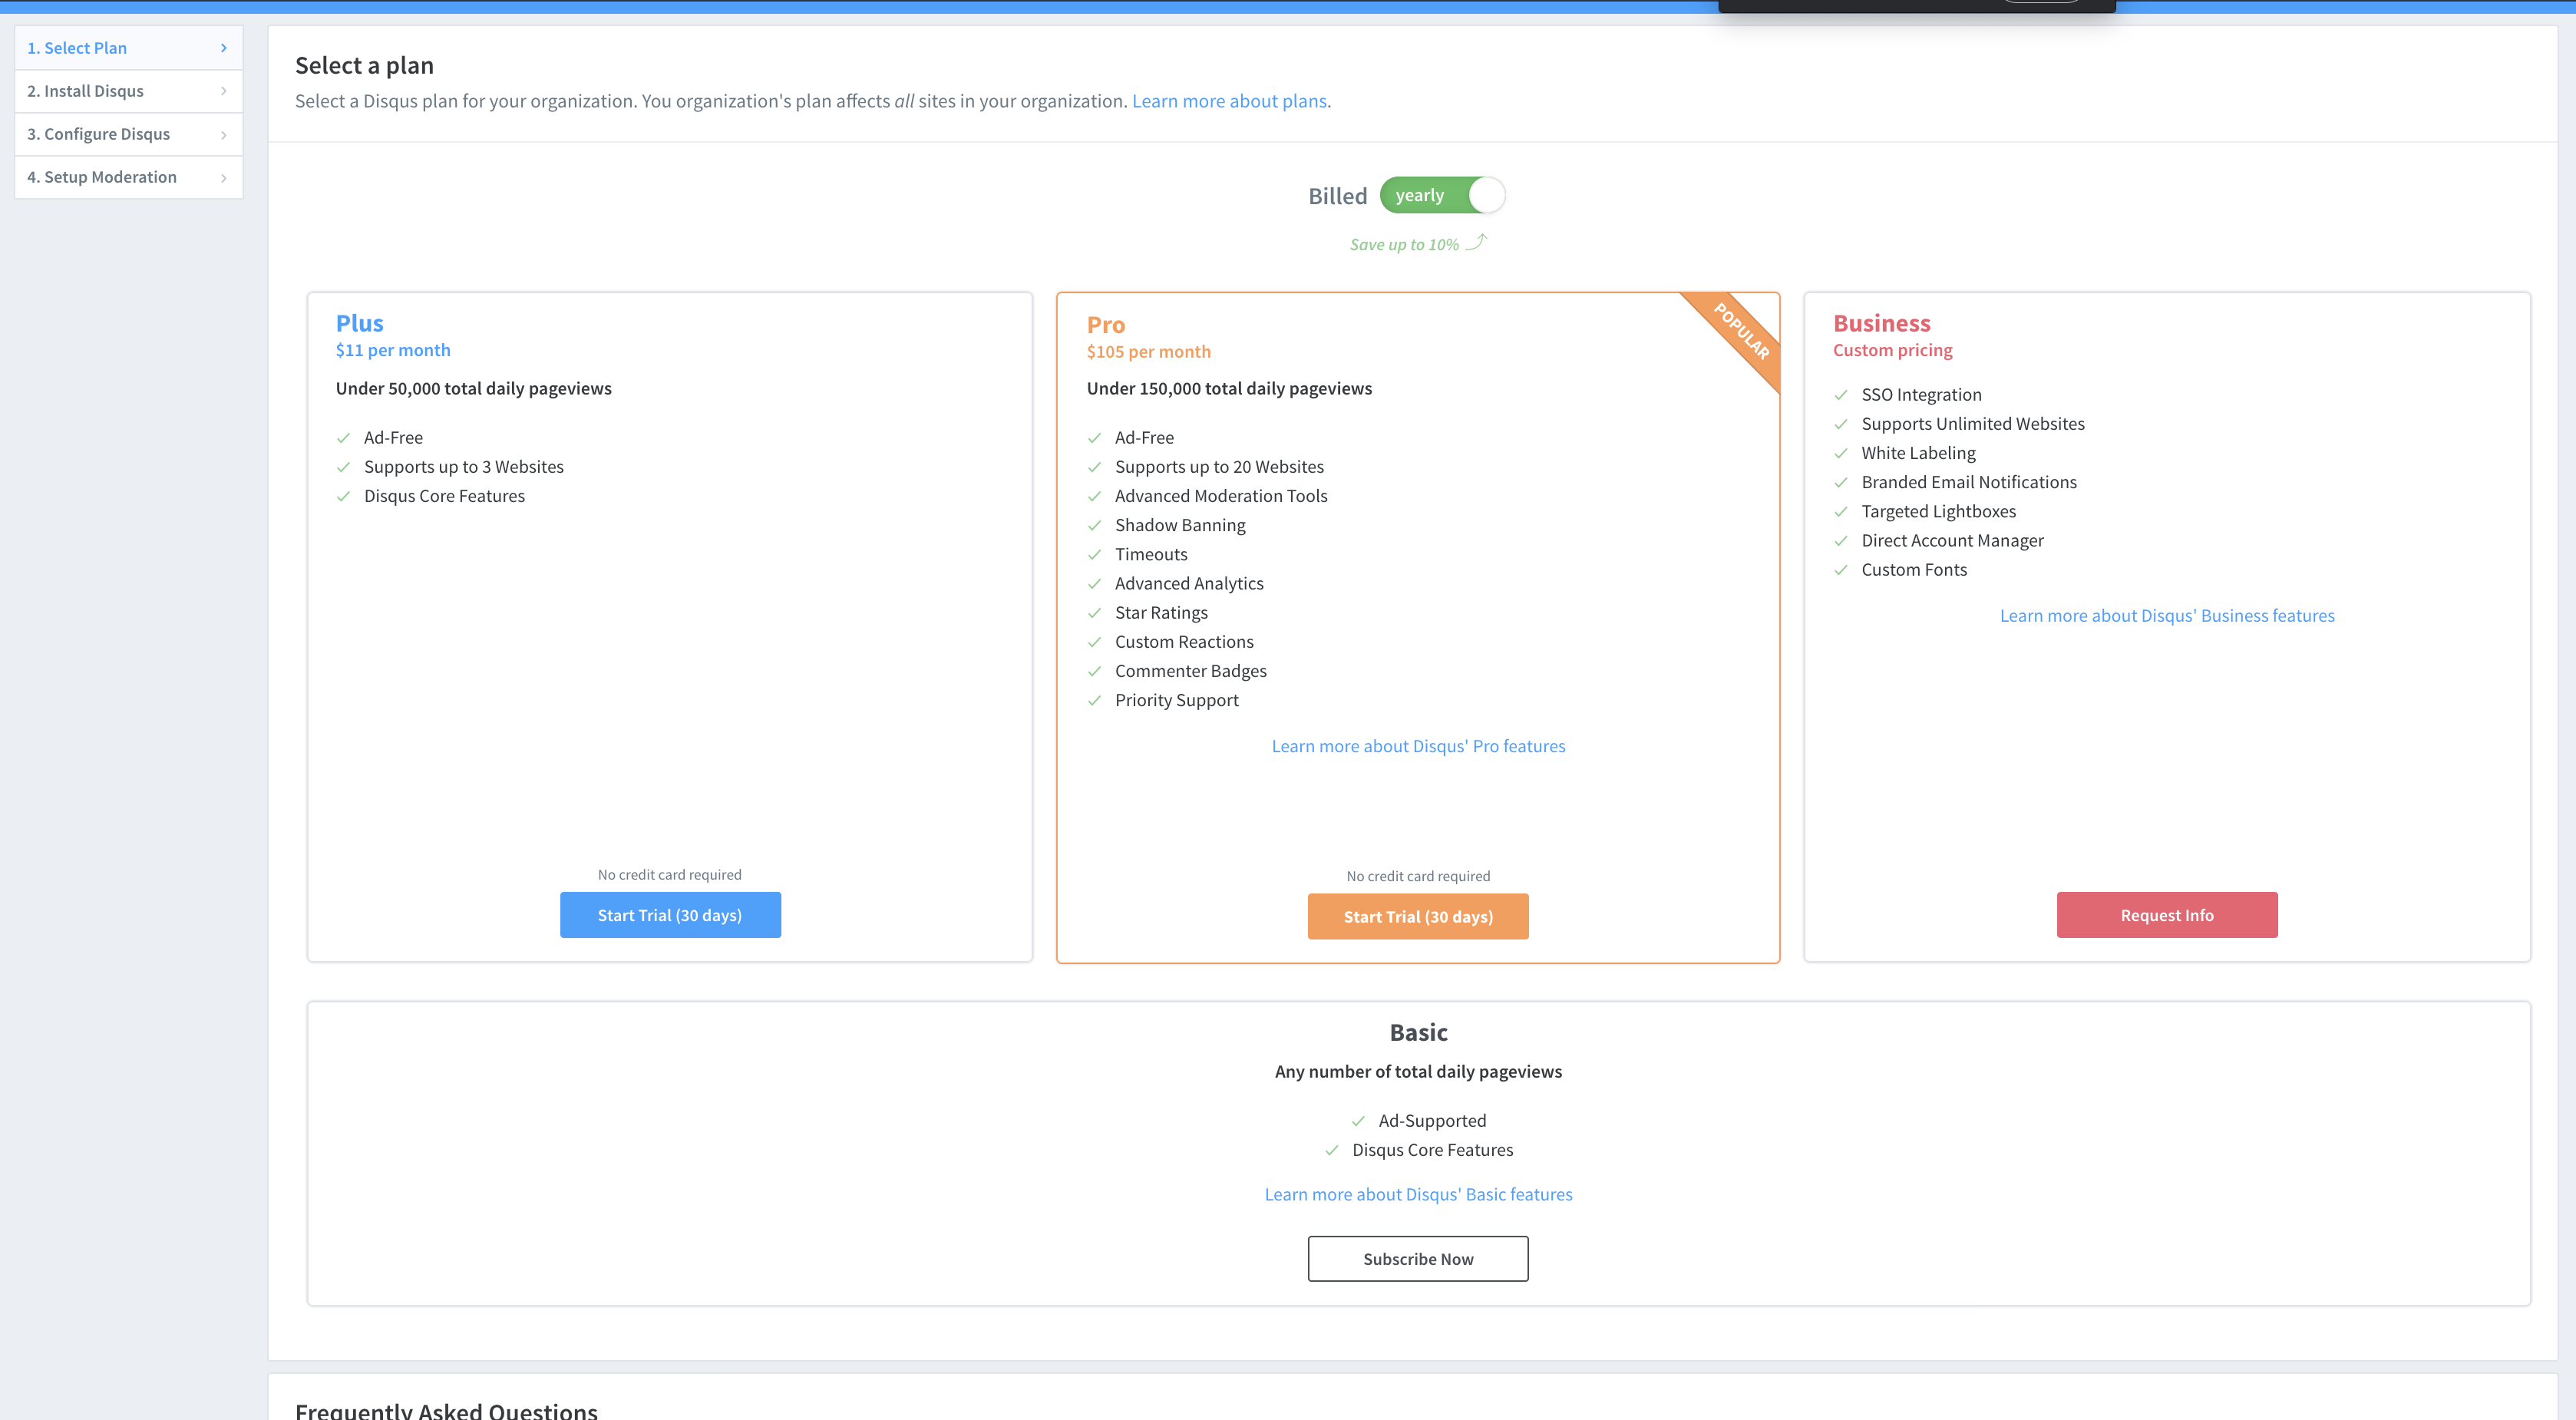 1. Select Plan
2. Install Disqus
3. Configure Disqus
4. Setup Moderation
Select a plan
Select a Disqus plan for your organization. You organization's plan affects all sites in your organization. Learn more about plans.
Billed yearly
Save up to 10%
Plus
$11 per month
Under 50,000 total daily pageviews
Ad-Free
Supports up to 3 Websites
Disqus Core Features
No credit card required
Start Trial (30 days)
POPULAR
Pro
$105 per month
Under 150,000 total daily pageviews
Ad-Free
Supports up to 20 Websites
Advanced Moderation Tools
Shadow Banning
Timeouts
Advanced Analytics
Star Ratings
Custom Reactions
Commenter Badges
Priority Support
Learn more about Disqus' Pro features
No credit card required
Start Trial (30 days)
Business
Custom pricing
SSO Integration
Supports Unlimited Websites
White Labeling
Branded Email Notifications
Targeted Lightboxes
Direct Account Manager
Custom Fonts
Learn more about Disqus' Business features
Request Info
Basic
Any number of total daily pageviews
Ad-Supported
Disqus Core Features
Learn more about Disqus' Basic features
Subscribe Now
Frequently Asked Questions